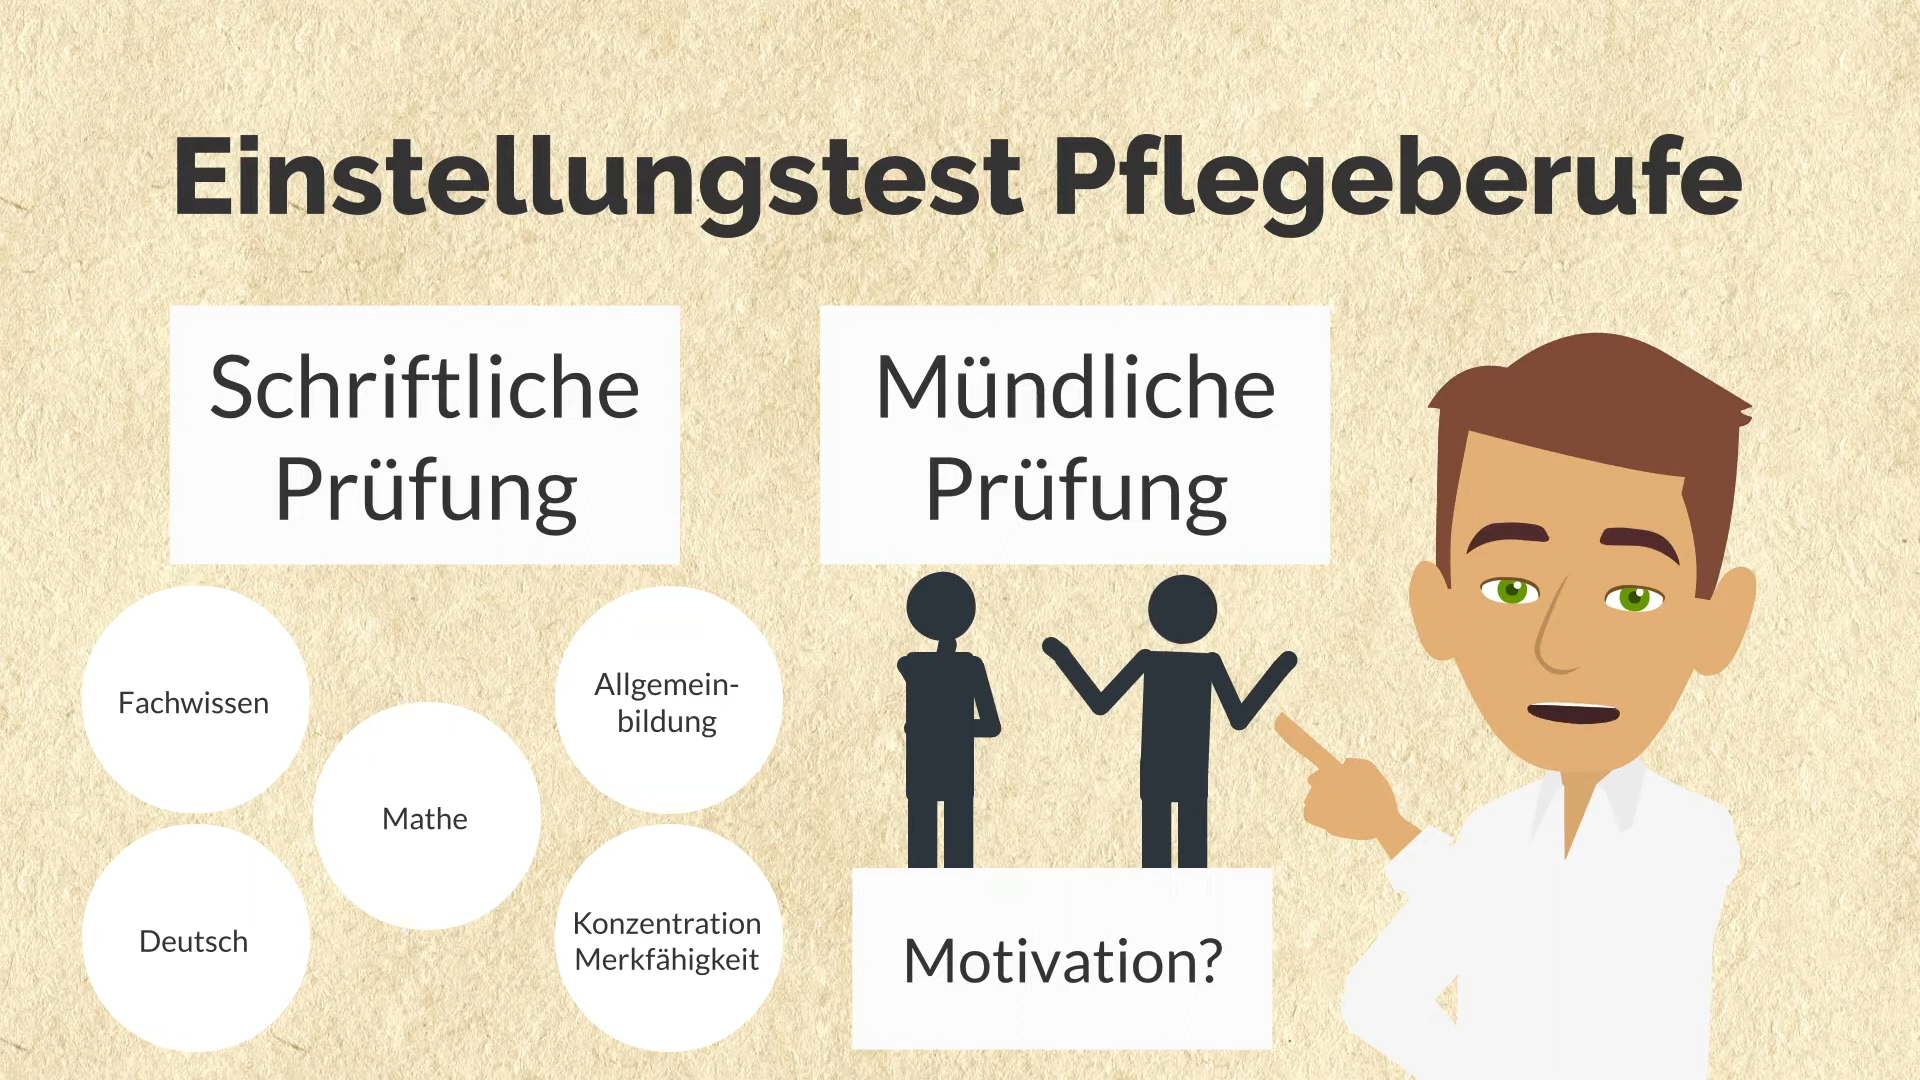 Einstellungstest Pflegeberufe
Schriftliche
Prüfung
Fachwissen
Allgemein-
bildung
Mathe
Deutsch
Konzentration
Merkfähigkeit
Mündliche
Prüfung
Motivation?